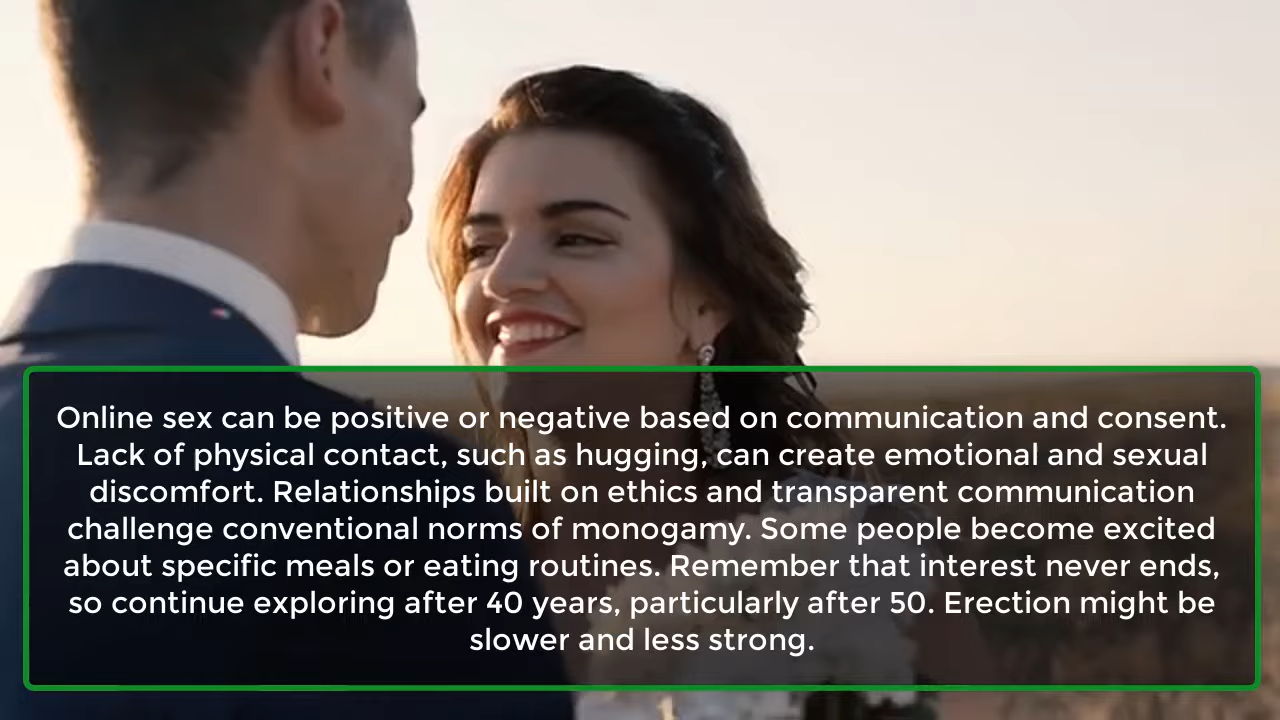 Online sex can be positive or negative based on communication and consent.
Lack of physical contact, such as hugging, can create emotional and sexual
discomfort. Relationships built on ethics and transparent communication
challenge conventional norms of monogamy. Some people become excited
about specific meals or eating routines. Remember that interest never ends,
so continue exploring after 40 years, particularly after 50. Erection might be
slower and less strong.